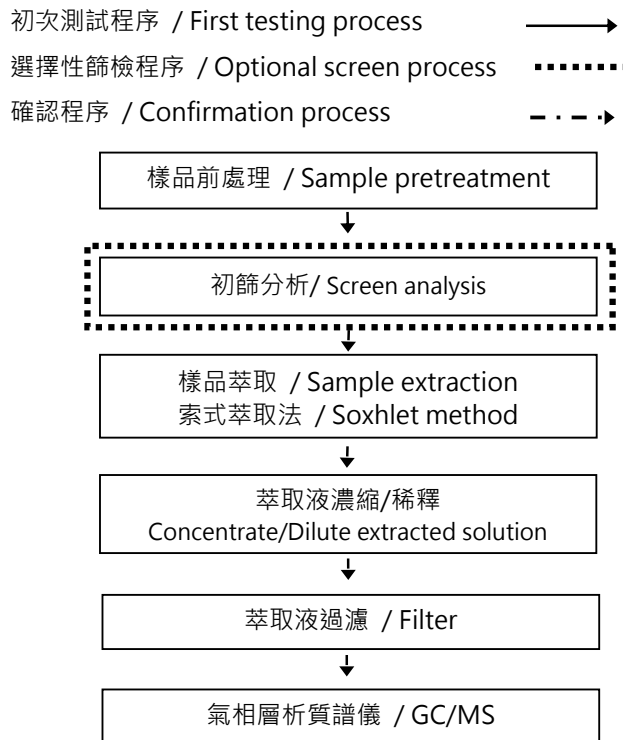 初次測試程序 / First testing process
選擇性篩檢程序 / Optional screen process
確認程序 / Confirmation process
樣品前處理 / Sample pretreatment
初篩分析/ Screen analysis
樣品萃取 / Sample extraction
索式萃取法 / Soxhlet method
萃取液濃縮/稀釋
Concentrate/Dilute extracted solution
萃取液過濾 / Filter
氣相層析質譜儀 / GC/MS